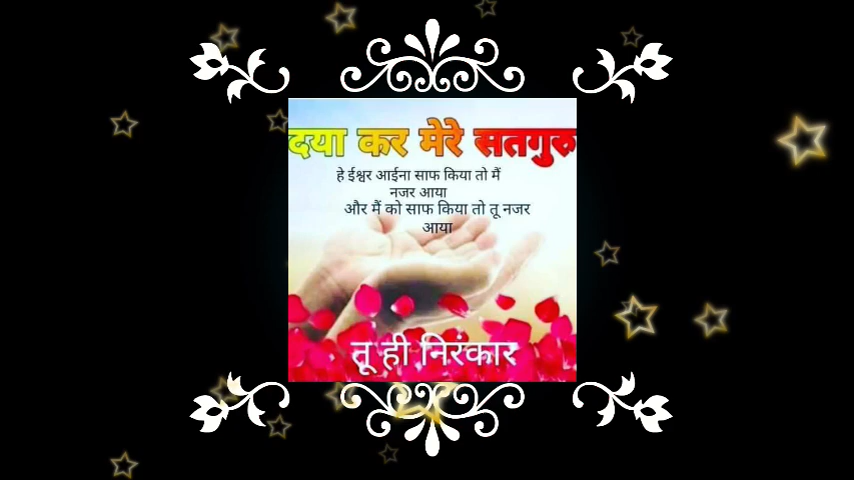 दया कर मेरे सतगुरु
हे ईश्वर आईना साफ किया तो मैं
नजर आया
और मैं को साफ किया तो तू नजर
आया
तू ही निरंकार